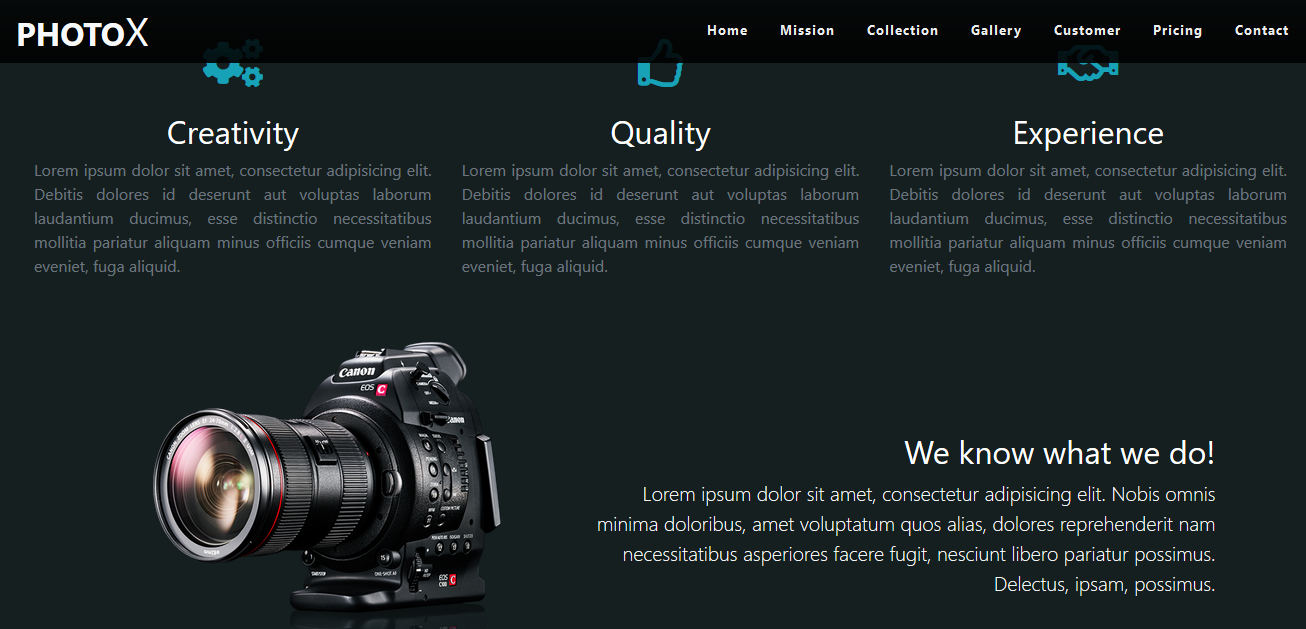 PHOTOX
Home Mission Collection Gallery Customer Pricing Contact
Creativity
Lorem ipsum dolor sit amet, consectetur adipisicing elit.
Debitis dolores id deserunt aut voluptas laborum
laudantium ducimus, esse distinctio necessitatibus
mollitia pariatur aliquam minus officiis cumque veniam
eveniet, fuga aliquid.
Quality
Lorem ipsum dolor sit amet, consectetur adipisicing elit.
Debitis dolores id deserunt aut voluptas laborum
laudantium ducimus, esse distinctio necessitatibus
mollitia pariatur aliquam minus officiis cumque veniam
eveniet, fuga aliquid.
Experience
Lorem ipsum dolor sit amet, consectetur adipisicing elit.
Debitis dolores id deserunt aut voluptas laborum
laudantium ducimus, esse distinctio necessitatibus
mollitia pariatur aliquam minus officiis cumque veniam
eveniet, fuga aliquid.
Canon
EOS C
Canon
EOS C
C100
We know what we do!
Lorem ipsum dolor sit amet, consectetur adipisicing elit. Nobis omnis
minima doloribus, amet voluptatum quos alias, dolores reprehenderit nam
necessitatibus asperiores facere fugit, nesciunt libero pariatur possimus.
Delectus, ipsam, possimus.